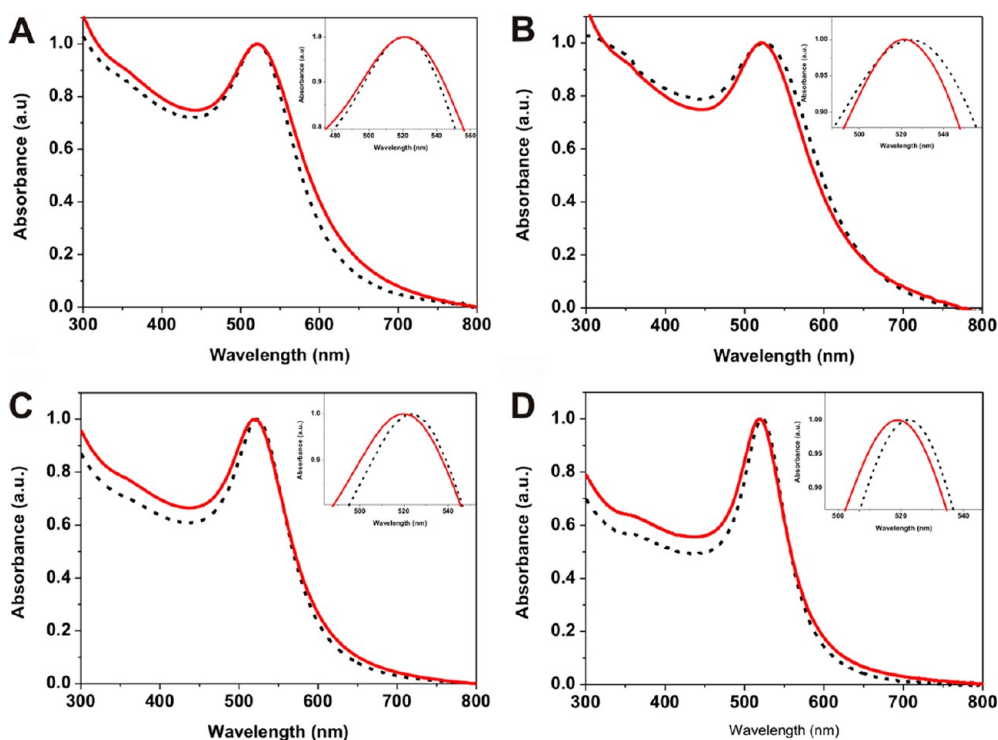 A
Absorbance (a.u)
1.0
0.8
0.6
0.4
0.2
0.0
300 400 500 600 700 800
Wavelength (nm)
Absorbance (a.u)
1.0
0.9
0.8
480 500 520 540 560
Wavelength (nm)
B
Absorbance (a.u.)
1.0
0.8
0.6
0.4
0.2
0.0
300 400 500 600 700 800
Wavelength (nm)
Absorbance (a.u.)
1.00
0.95
0.90
500 520 540
Wavelength (nm)
C
Absorbance (a.u.)
1.0
0.8
0.6
0.4
0.2
0.0
300 400 500 600 700 800
Wavelength (nm)
Absorbance (a.u.)
1.0
0.9
500 520 540
Wavelength (nm)
D
Absorbance (a.u.)
1.0
0.8
0.6
0.4
0.2
0.0
300 400 500 600 700 800
Wavelength (nm)
Absorbance (a.u.)
1.00
0.95
0.90
500 520 540
Wavelength (nm)